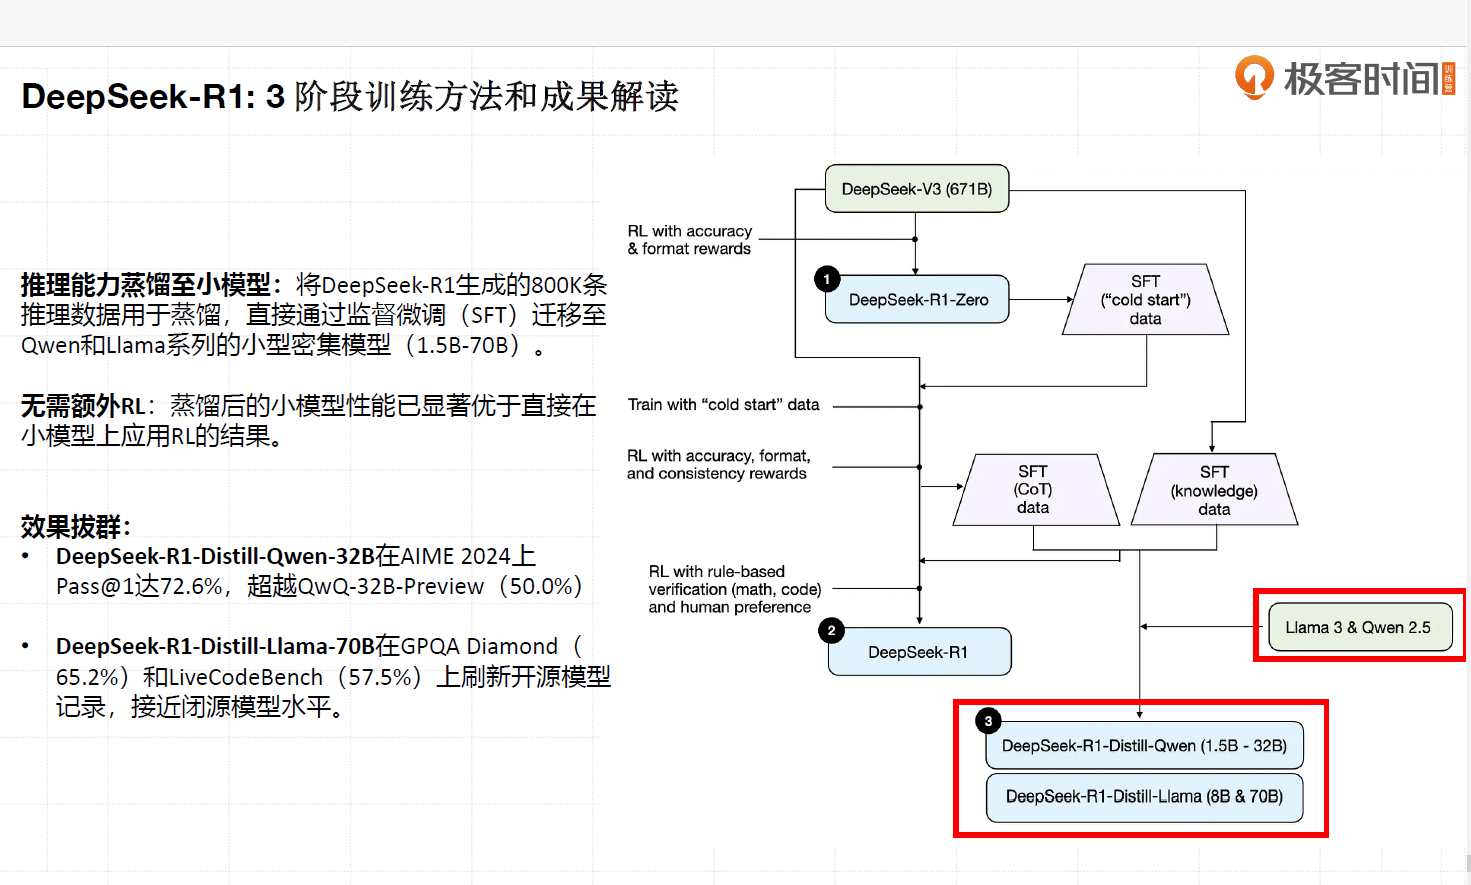 DeepSeek-R1: 3 阶段训练方法和成果解读
极客时间
训练营
推理能力蒸馏至小模型：将DeepSeek-R1生成的800K条
推理数据用于蒸馏，直接通过监督微调（SFT）迁移至
Qwen和Llama系列的小型密集模型（1.5B-70B）。
无需额外RL：蒸馏后的小模型性能已显著优于直接在
小模型上应用RL的结果。
效果拔群：
• DeepSeek-R1-Distill-Qwen-32B在AIME 2024上
Pass@1达72.6%，超越QwQ-32B-Preview（50.0%）
• DeepSeek-R1-Distill-Llama-70B在GPQA Diamond（
65.2%）和LiveCodeBench（57.5%）上刷新开源模型
记录，接近闭源模型水平。
DeepSeek-V3 (671B)
RL with accuracy
& format rewards
1
DeepSeek-R1-Zero
SFT
(“cold start”)
data
Train with “cold start” data
RL with accuracy, format,
and consistency rewards
SFT
(CoT)
data
SFT
(knowledge)
data
RL with rule-based
verification (math, code)
and human preference
2
DeepSeek-R1
Llama 3 & Qwen 2.5
3
DeepSeek-R1-Distill-Qwen (1.5B - 32B)
DeepSeek-R1-Distill-Llama (8B & 70B)